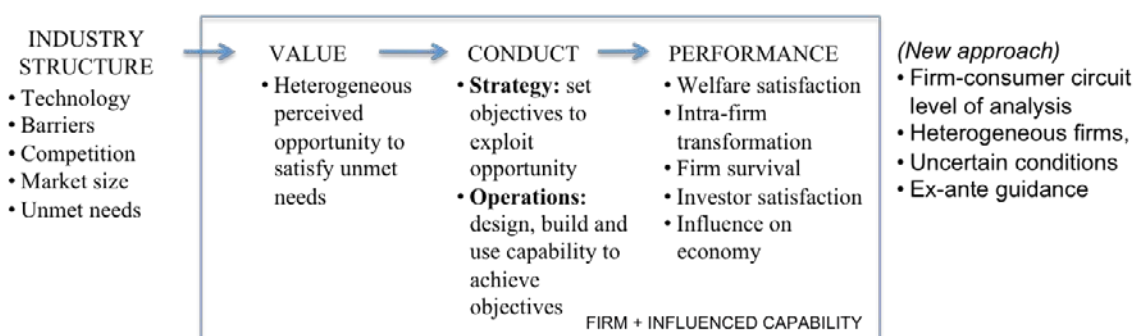 INDUSTRY
STRUCTURE
• Technology
• Barriers
• Competition
• Market size
• Unmet needs
VALUE
• Heterogeneous
perceived
opportunity to
satisfy unmet
needs
CONDUCT
• Strategy: set
objectives to
exploit
opportunity
• Operations:
design, build and
use capability to
achieve
objectives
PERFORMANCE
• Welfare satisfaction
• Intra-firm
transformation
• Firm survival
• Investor satisfaction
• Influence on
economy
FIRM + INFLUENCED CAPABILITY
(New approach)
• Firm-consumer circuit
level of analysis
• Heterogeneous firms,
• Uncertain conditions
• Ex-ante guidance